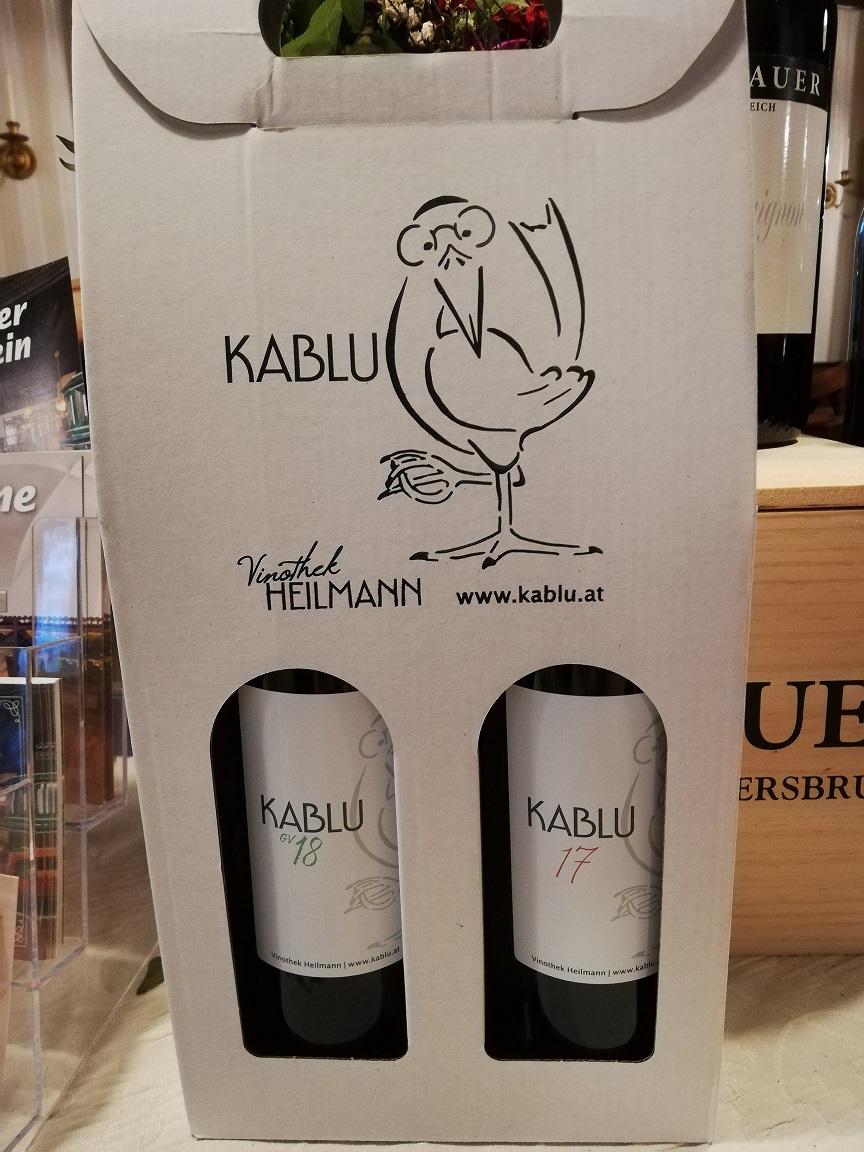 AUER
EICH
vignon
er
ein
KABLU
ne
Vinothek
HEILMANN
www.kablu.at
UE
ERSBRU
KABLU
GV 18
Vinothek Heilmann | www.kablu.at
KABLU
17
Vinothek Heilmann | www.kablu.